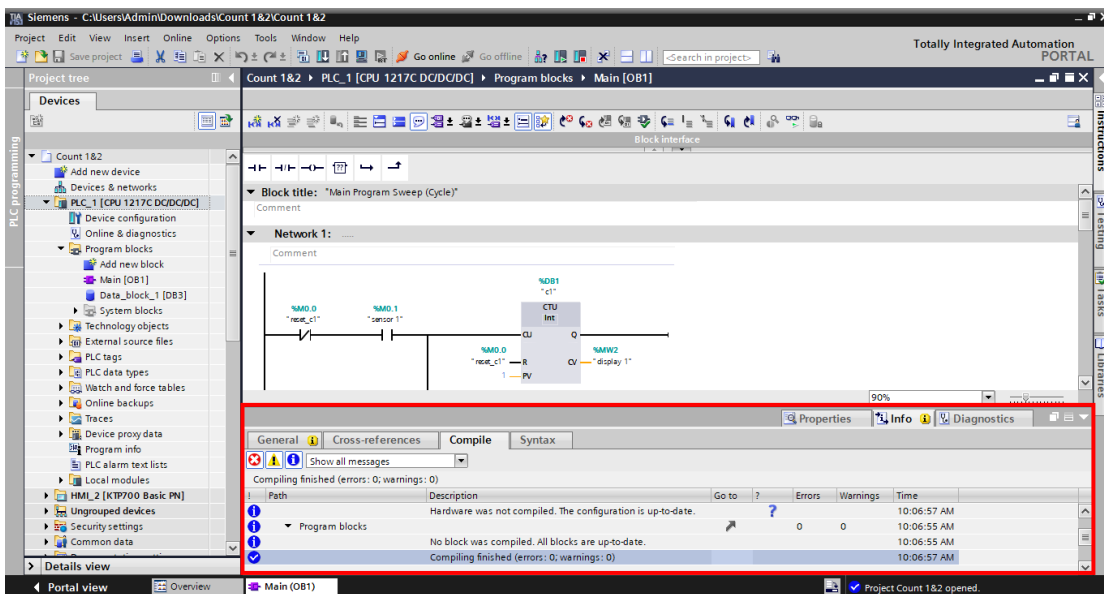 Siemens - C:\Users\Admin\Downloads\Count 1&2\Count 1&2
Project Edit View Insert Online Options Tools Window Help
Totally Integrated Automation
PORTAL
Save project Go online Go offline <Search in project>
Project tree
Count 1&2 PLC_1 [CPU 1217C DC/DC/DC] Program blocks Main [OB1]
Devices
Block interface
PLC programming
Count 1&2
Add new device
Devices & networks
PLC_1 [CPU 1217C DC/DC/DC]
Device configuration
Online & diagnostics
Program blocks
Add new block
Main [OB1]
Data_block_1 [DB3]
System blocks
Technology objects
External source files
PLC tags
PLC data types
Watch and force tables
Online backups
Traces
Device proxy data
Program info
PLC alarm text lists
Local modules
HMI_2 [KTP700 Basic PN]
Ungrouped devices
Security settings
Common data
Details view
??
Block title: "Main Program Sweep (Cycle)"
Comment
Network 1: .....
Comment
%DB1
"c1"
%M0.0 %M0.1 CTU
"reset_c1" "sensor 1" Int
CU Q
%M0.0 %MW2
"reset_c1" R CV "display 1"
1 PV
90%
Instructions
Testing
Tasks
Libraries
Properties Info Diagnostics
General Cross-references Compile Syntax
Show all messages
Compiling finished (errors: 0; warnings: 0)
! Path Description Go to ? Errors Warnings Time
Hardware was not compiled. The configuration is up-to-date. ? 10:06:57 AM
Program blocks 0 0 10:06:55 AM
No block was compiled. All blocks are up-to-date. 10:06:55 AM
Compiling finished (errors: 0; warnings: 0) 10:06:57 AM
Portal view Overview Main (OB1) Project Count 1&2 opened.